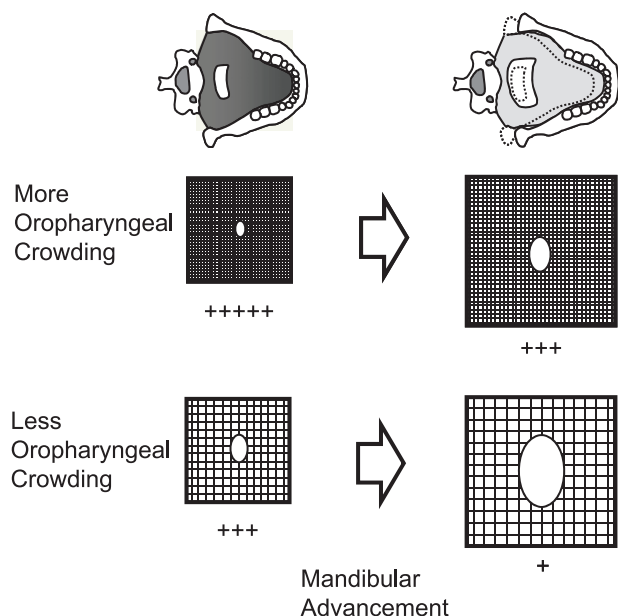 More
Oropharyngeal
Crowding
+++++
+++
Less
Oropharyngeal
Crowding
+++
+
Mandibular
Advancement